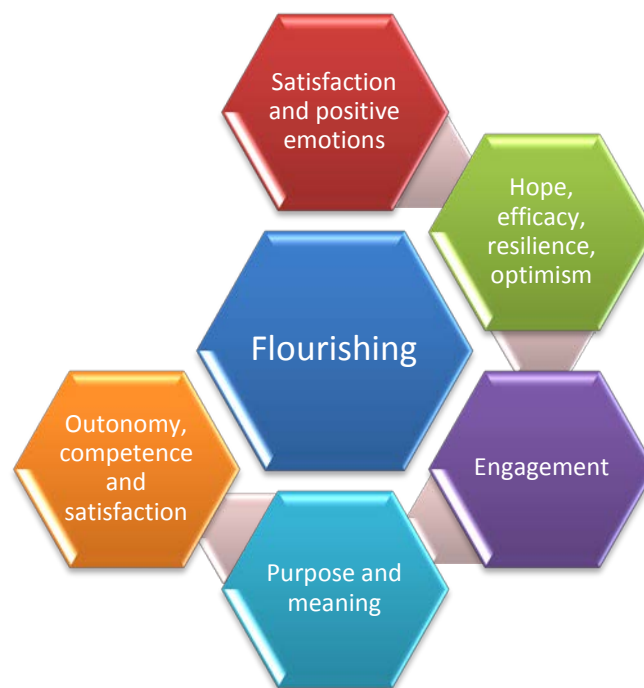 Satisfaction
and positive
emotions
Hope,
efficacy,
resilience,
optimism
Flourishing
Engagement
Outonomy,
competence
and
satisfaction
Purpose and
meaning